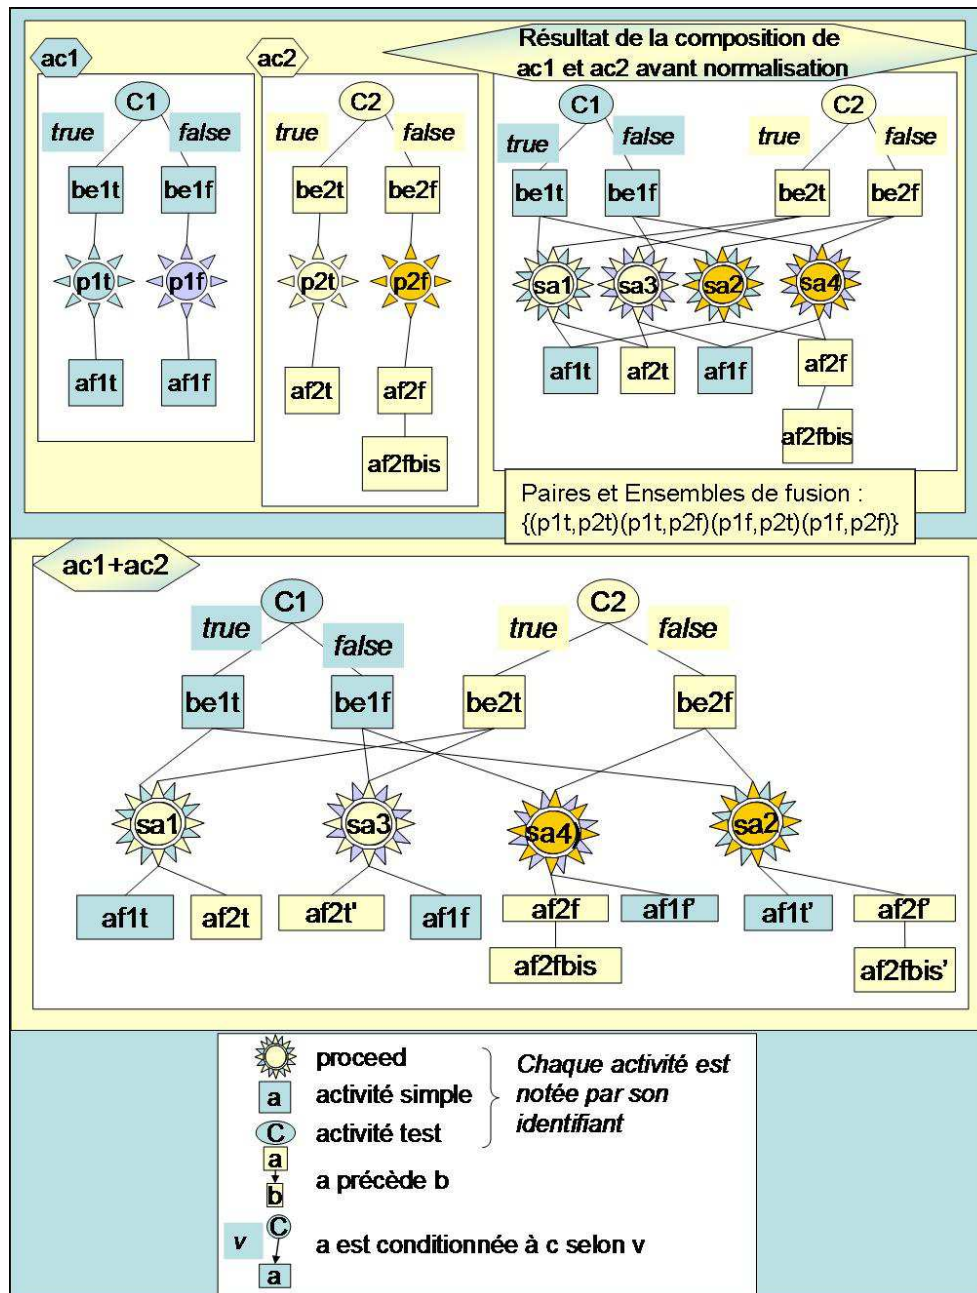 ac1
ac2
Résultat de la composition de
ac1 et ac2 avant normalisation
C1
true
false
be1t
be1f
p1t
p1f
af1t
af1f
C2
true
false
be2t
be2f
p2t
p2f
af2t
af2f
af2fbis
C1
C2
true
false
true
false
be1t
be1f
be2t
be2f
sa1
sa3
sa2
sa4
af1t
af2t
af1f
af2f
af2fbis
Paires et Ensembles de fusion :
{(p1t,p2t)(p1t,p2f)(p1f,p2t)(p1f,p2f)}
ac1+ac2
C1
C2
true
false
true
false
be1t
be1f
be2t
be2f
sa1
sa3
sa4)
sa2
af1t
af2t
af2t'
af1f
af2f
af1f'
af1t'
af2f'
af2fbis
af2fbis'
proceed
a
activité simple
C
activité test
Chaque activité est
notée par son
identifiant
a
b
a précède b
v
C
a
a est conditionnée à c selon v